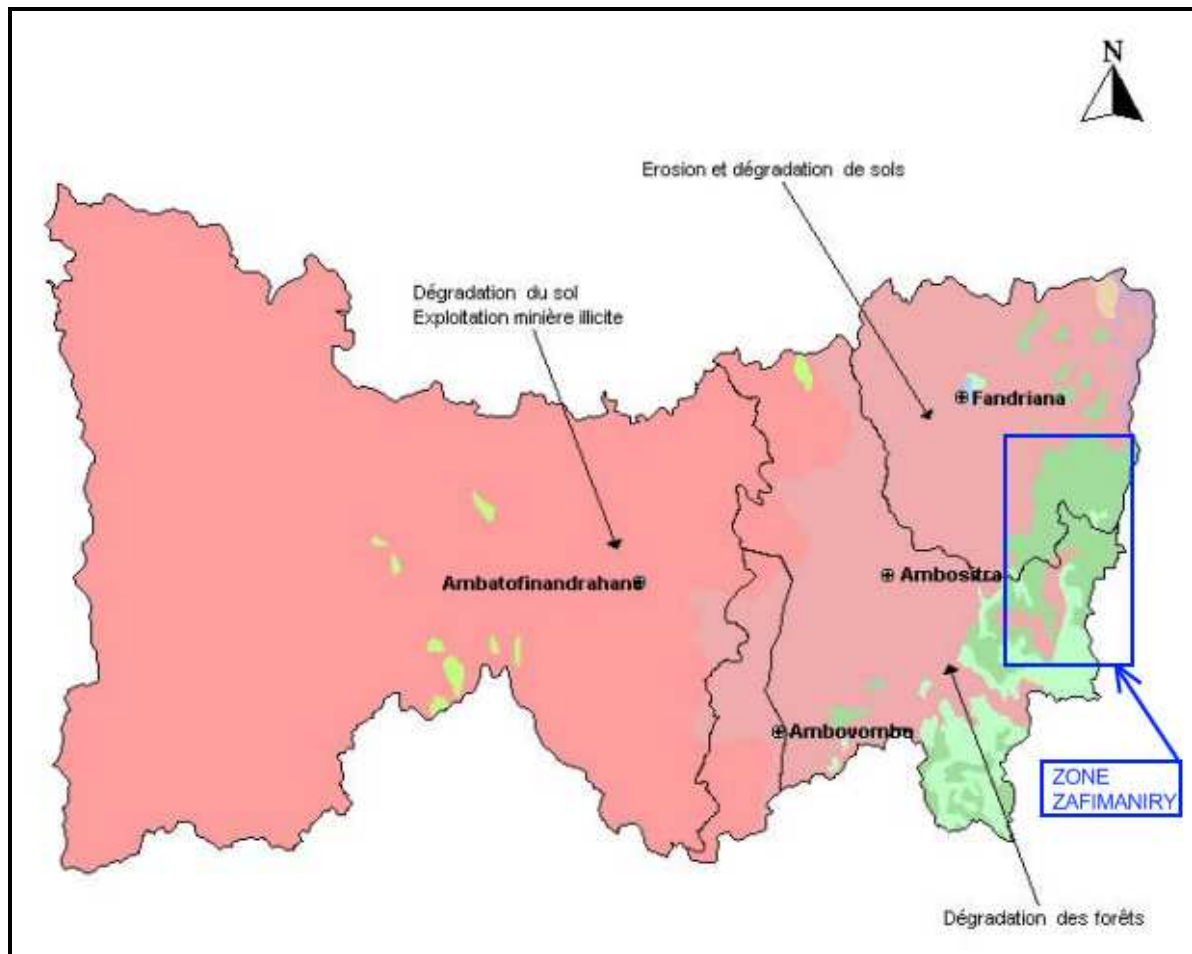 N
Erosion et dégradation de sols
Dégradation du sol
Exploitation minière illicite
Fandriana
Ambositra
Ambatofinandrahana
Ambovombe
ZONE
ZAFIMANIRY
Dégradation des forêts